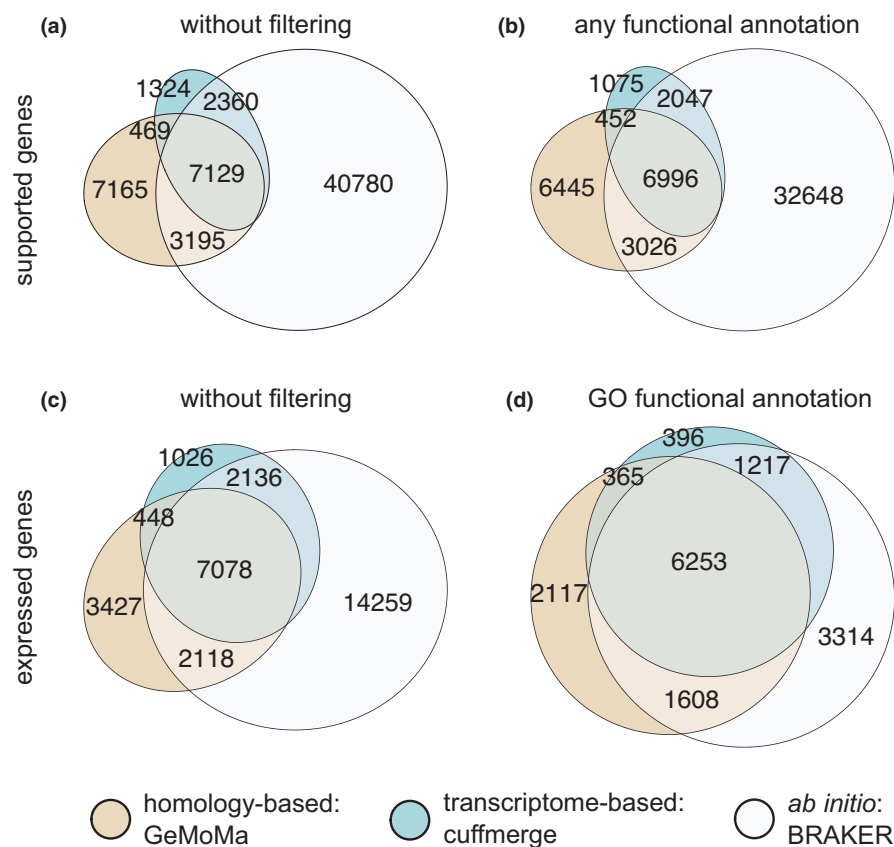 (a) without filtering
(b) any functional annotation
supported genes
1324
2360
469
7129
7165
40780
3195
1075
2047
452
6996
6445
32648
3026
(c) without filtering
(d) GO functional annotation
expressed genes
1026
2136
448
7078
3427
14259
2118
396
1217
365
6253
2117
3314
1608
homology-based:
GeMoMa
transcriptome-based:
cuffmerge
ab initio:
BRAKER